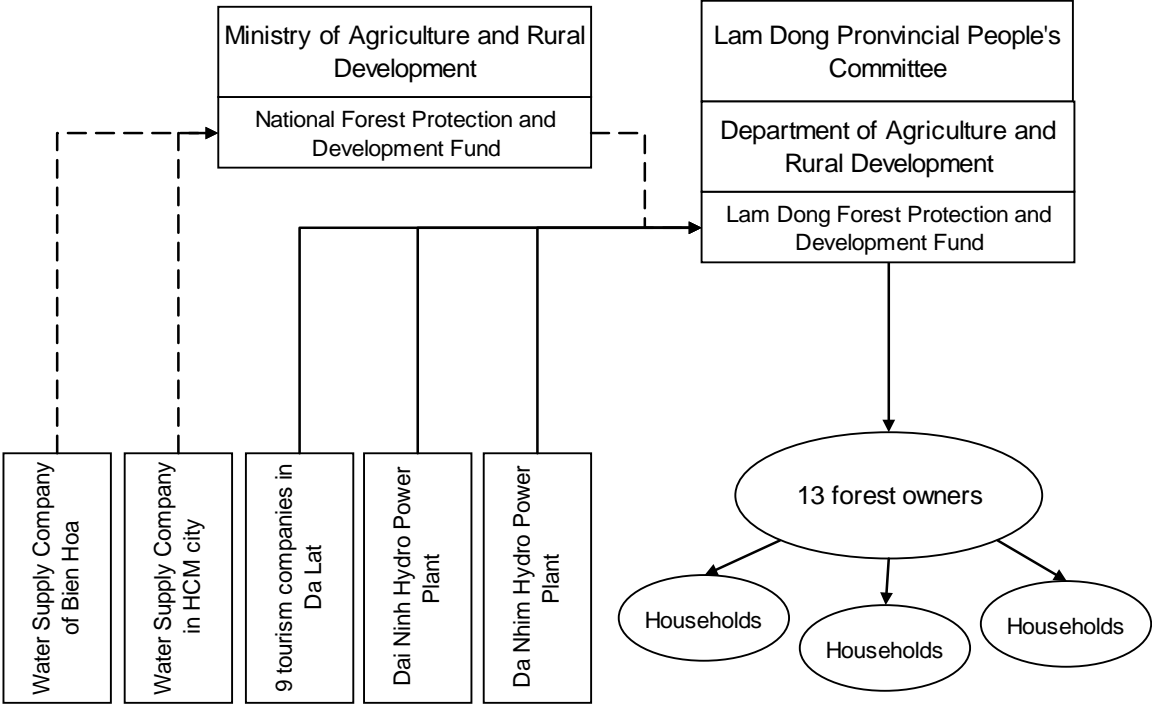 Ministry of Agriculture and Rural
Development
National Forest Protection and
Development Fund
Lam Dong Pronvincial People's
Committee
Department of Agriculture and
Rural Development
Lam Dong Forest Protection and
Development Fund
Water Supply Company
of Bien Hoa
Water Supply Company
in HCM city
9 tourism companies in
Da Lat
Dai Ninh Hydro Power
Plant
Da Nhim Hydro Power
Plant
13 forest owners
Households
Households
Households